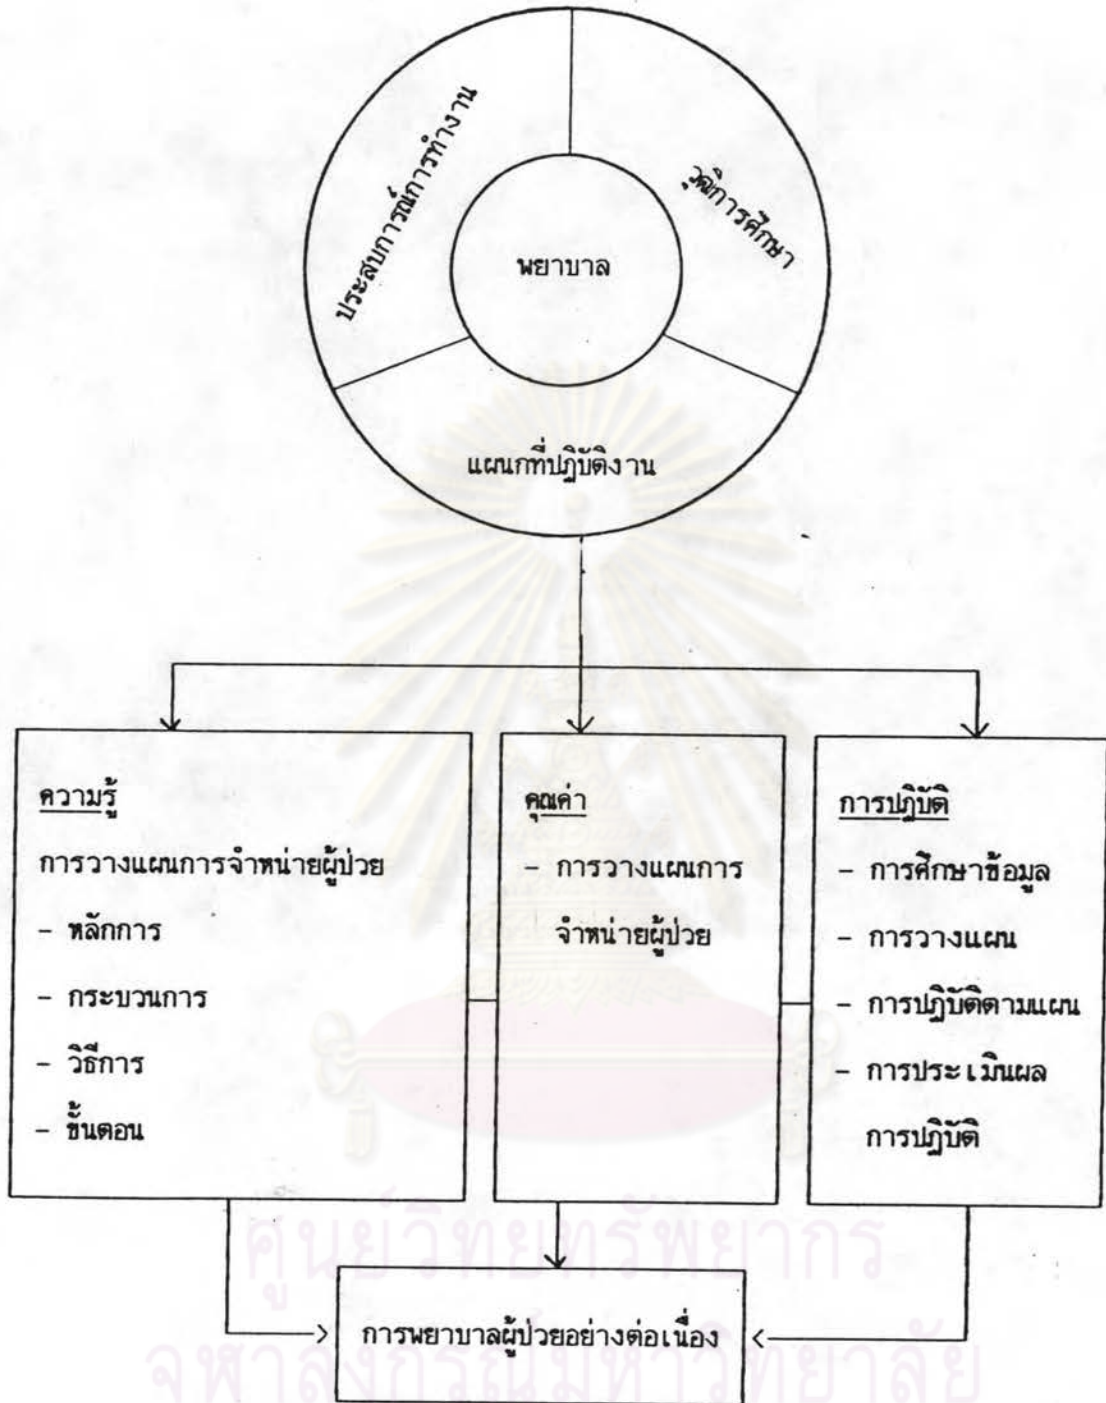 ประสบการณ์การทำงาน
วุฒิการศึกษา
พยาบาล
แผนกที่ปฏิบัติงาน
ความรู้
การวางแผนการจำหน่ายผู้ป่วย
- หลักการ
- กระบวนการ
- วิธีการ
- ขั้นตอน
คุณค่า
- การวางแผนการ
จำหน่ายผู้ป่วย
การปฏิบัติ
- การศึกษาข้อมูล
- การวางแผน
- การปฏิบัติตามแผน
- การประเมินผล
การปฏิบัติ
การพยาบาลผู้ป่วยอย่างต่อเนื่อง
ศูนย์วิทยทรัพยากร
จุฬาลงกรณ์มหาวิทยาลัย